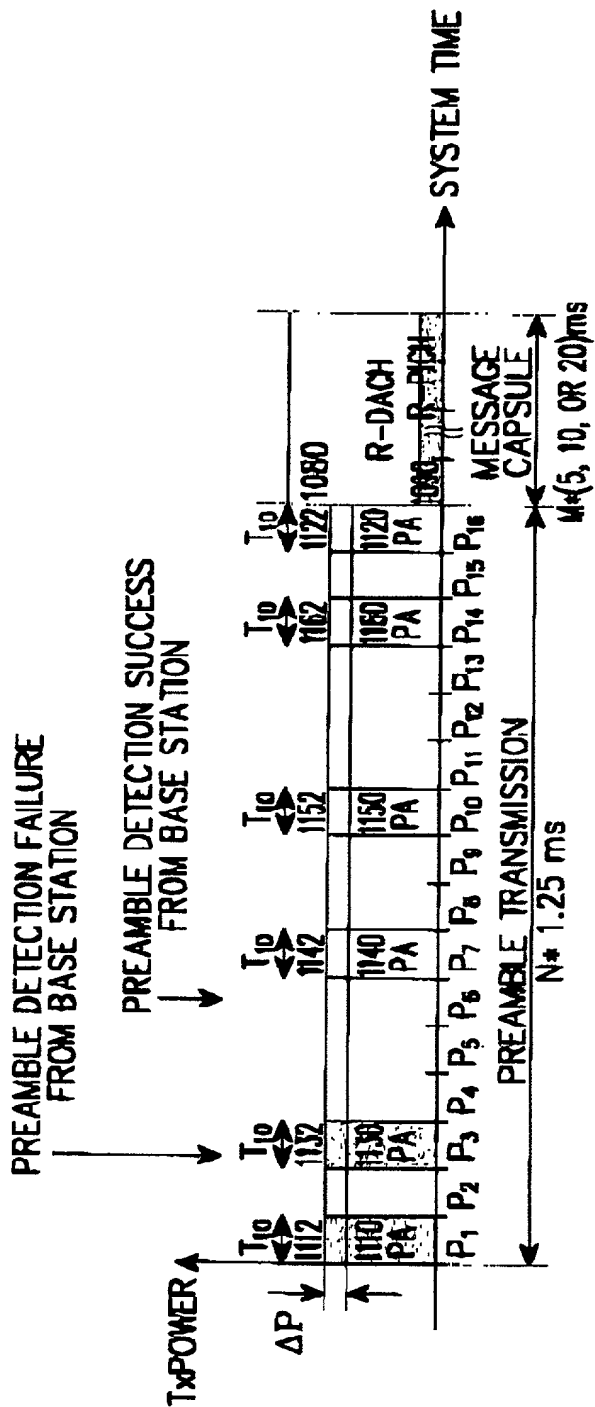 PREAMBLE DETECTION FAILURE
FROM BASE STATION
PREAMBLE DETECTION SUCCESS
FROM BASE STATION
TxPOWER
ΔP
T10 T10 T10 T10 T10 T10
1112 1132 1142 1152 1162 1122 1080
1110 1130 1140 1150 1160 1120 R-DACH
PA PA PA PA PA PA 1090 R-PICH
SYSTEM TIME
P1 P2 P3 P4 P5 P6 P7 P8 P9 P10 P11 P12 P13 P14 P15 P16
PREAMBLE TRANSMISSION
N* 1.25 ms
MESSAGE
CAPSULE
M*(5, 10, OR 20)ms